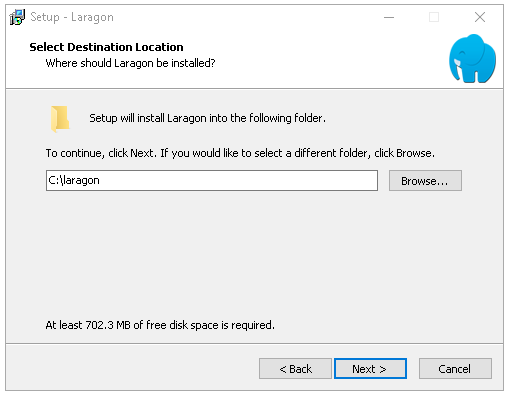 Setup - Laragon
Select Destination Location
Where should Laragon be installed?
Setup will install Laragon into the following folder.
To continue, click Next. If you would like to select a different folder, click Browse.
C:\laragon
Browse...
At least 702.3 MB of free disk space is required.
< Back
Next >
Cancel